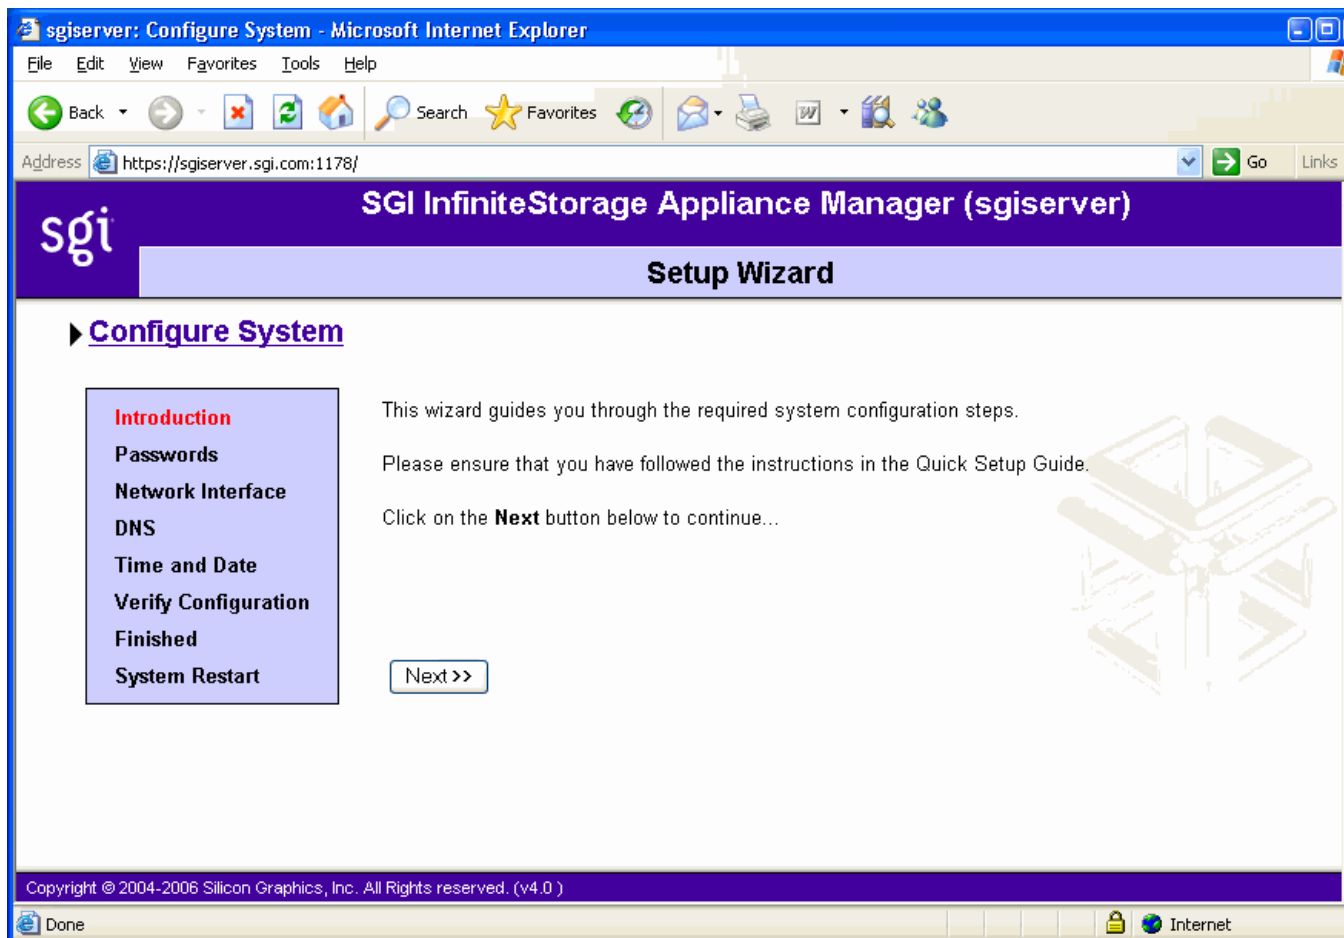 sgiserver: Configure System - Microsoft Internet Explorer
File Edit View Favorites Tools Help
Back Search Favorites
Address https://sgiserver.sgi.com:1178/ Go Links
sgi
SGI InfiniteStorage Appliance Manager (sgiserver)
Setup Wizard
Configure System
Introduction
Passwords
Network Interface
DNS
Time and Date
Verify Configuration
Finished
System Restart
This wizard guides you through the required system configuration steps.
Please ensure that you have followed the instructions in the Quick Setup Guide.
Click on the Next button below to continue...
Next >>
Copyright © 2004-2006 Silicon Graphics, Inc. All Rights reserved. (v4.0 )
Done Internet